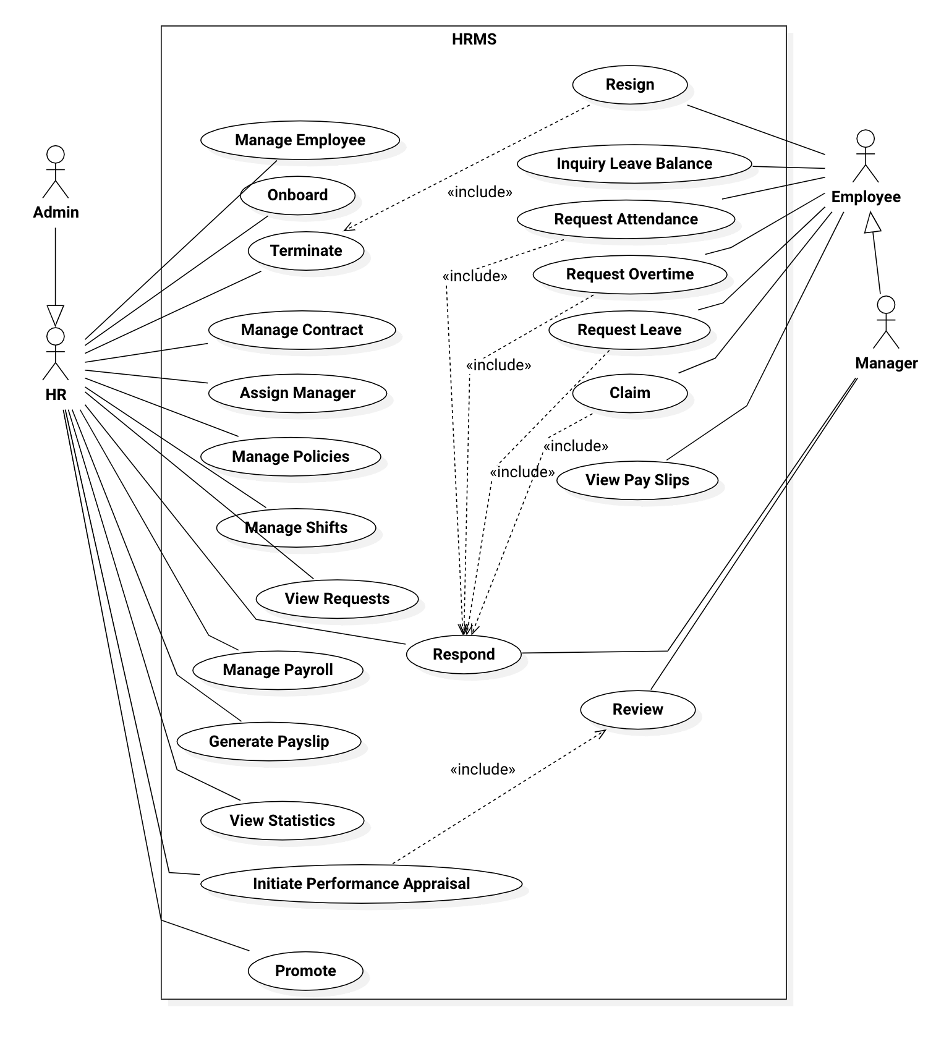 HRMS
Resign
Manage Employee
Inquiry Leave Balance
«include»
Onboard
Employee
Admin
Request Attendance
Terminate
«include»
Request Overtime
Manage Contract
Request Leave
Manager
«include»
HR
Assign Manager
Claim
«include»
Manage Policies
«include»
View Pay Slips
Manage Shifts
View Requests
Respond
Manage Payroll
Review
Generate Payslip
«include»
View Statistics
Initiate Performance Appraisal
Promote